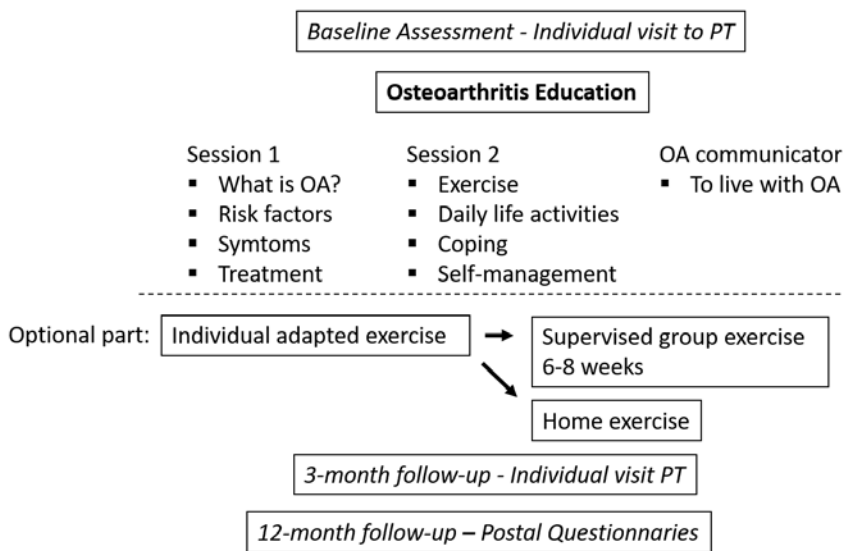 Baseline Assessment - Individual visit to PT
Osteoarthritis Education
Session 1
▪ What is OA?
▪ Risk factors
▪ Symtoms
▪ Treatment
Session 2
▪ Exercise
▪ Daily life activities
▪ Coping
▪ Self-management
OA communicator
▪ To live with OA
Optional part:
Individual adapted exercise
Supervised group exercise
6-8 weeks
Home exercise
3-month follow-up - Individual visit PT
12-month follow-up – Postal Questionnaries